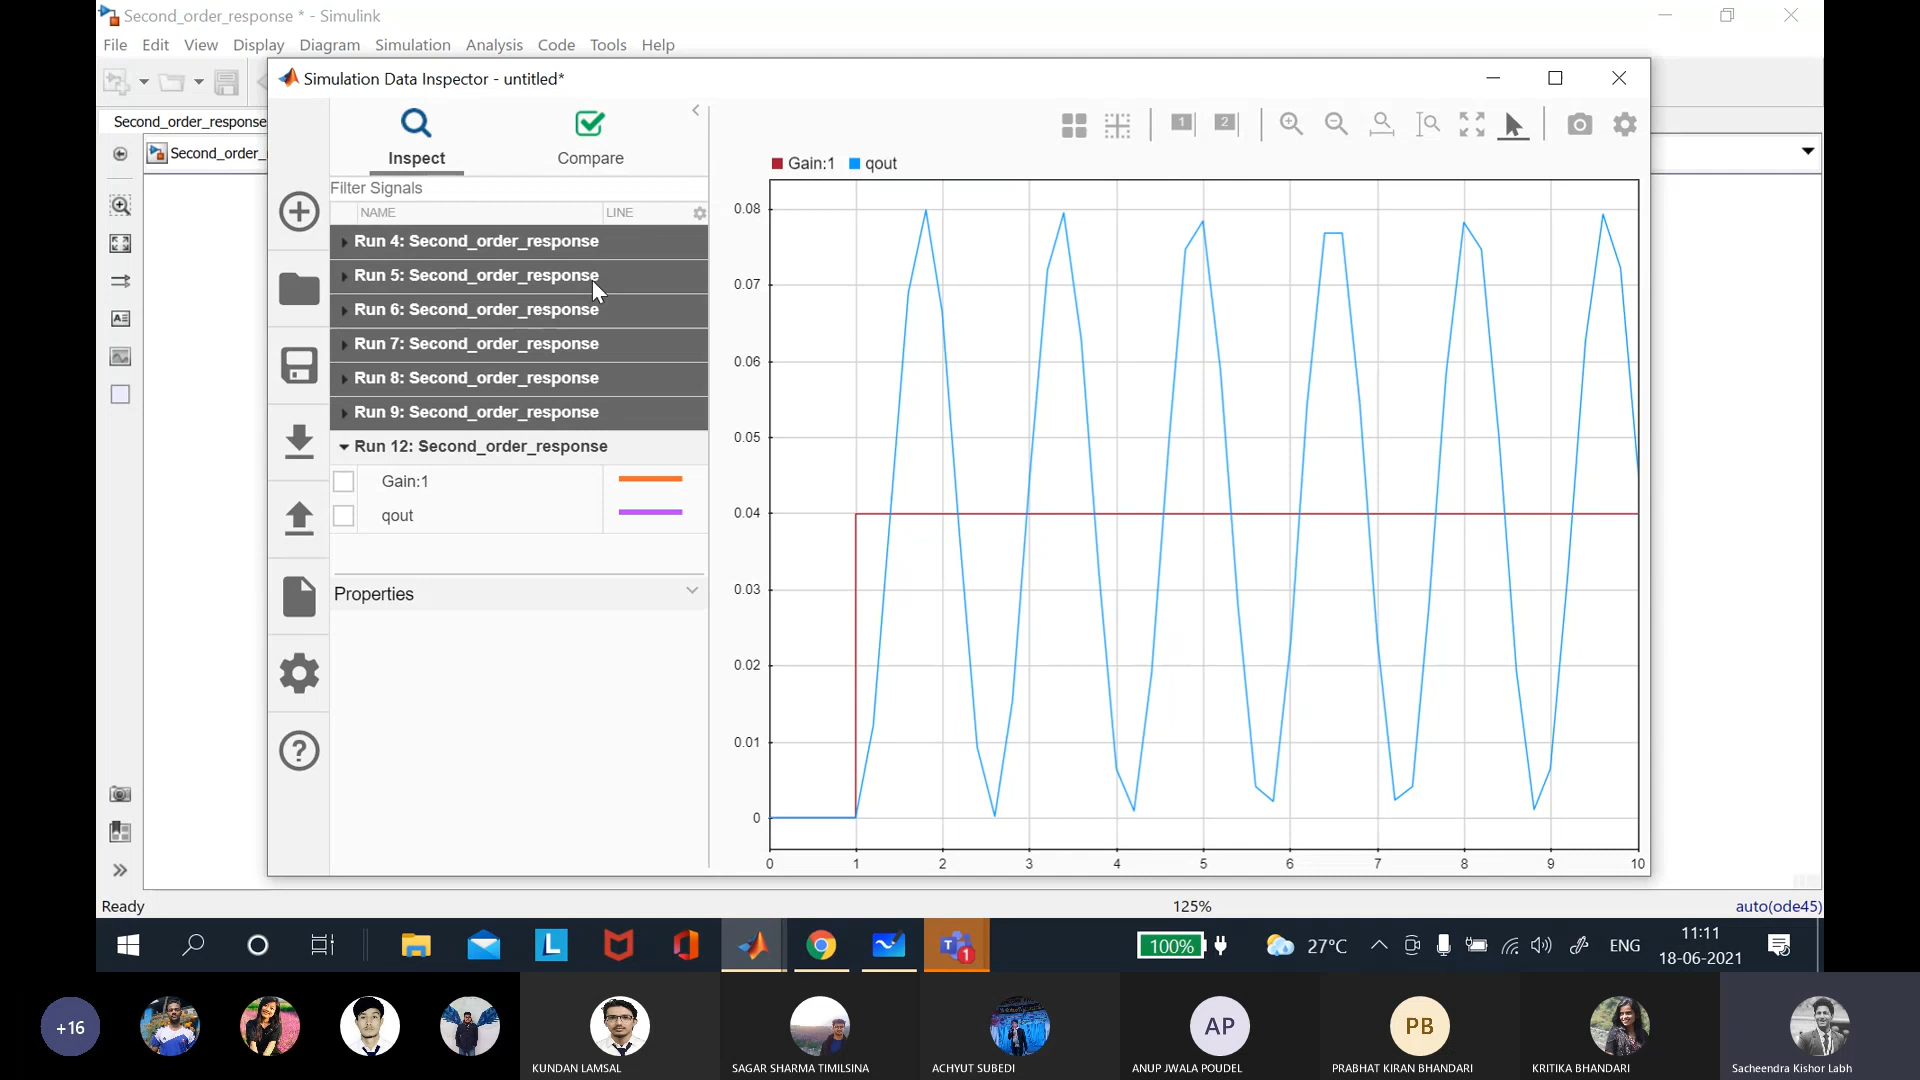 Second_order_response * - Simulink
File Edit View Display Diagram Simulation Analysis Code Tools Help
Simulation Data Inspector - untitled*
Second_order_response
Second_order_
Inspect
Compare
1
2
Filter Signals
NAME
LINE
Run 4: Second_order_response
Run 5: Second_order_response
Run 6: Second_order_response
Run 7: Second_order_response
Run 8: Second_order_response
Run 9: Second_order_response
Run 12: Second_order_response
Gain:1
qout
Properties
Gain:1 qout
0.08
0.07
0.06
0.05
0.04
0.03
0.02
0.01
0
0 1 2 3 4 5 6 7 8 9 10
Ready
125%
auto(ode45)
L
T
1
100%
27°C
ENG
11:11
18-06-2021
+16
AP
PB
KUNDAN LAMSAL
SAGAR SHARMA TIMILSINA
ACHYUT SUBEDI
ANUP JWALA POUDEL
PRABHAT KIRAN BHANDARI
KRITIKA BHANDARI
Sacheendra Kishor Labh